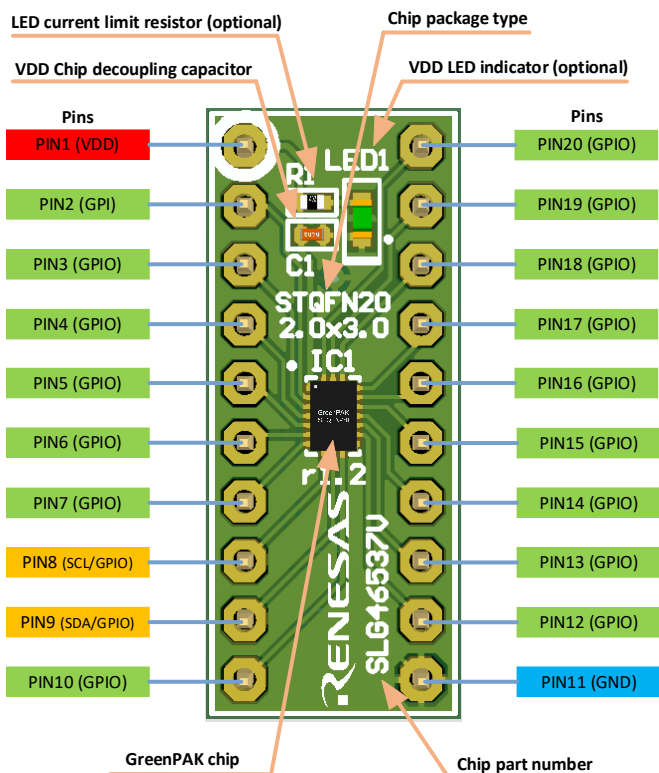 LED current limit resistor (optional)
Chip package type
VDD Chip decoupling capacitor
VDD LED indicator (optional)
Pins
Pins
PIN1 (VDD)
PIN20 (GPIO)
PIN2 (GPI)
PIN19 (GPIO)
PIN3 (GPIO)
PIN18 (GPIO)
PIN4 (GPIO)
PIN17 (GPIO)
PIN5 (GPIO)
PIN16 (GPIO)
PIN6 (GPIO)
PIN15 (GPIO)
PIN7 (GPIO)
PIN14 (GPIO)
PIN8 (SCL/GPIO)
PIN13 (GPIO)
PIN9 (SDA/GPIO)
PIN12 (GPIO)
PIN10 (GPIO)
PIN11 (GND)
LED1
R1
C1
STQFN20
2.0x3.0
IC1
GreenPAK
r1.2
RENESAS
SLG46537V
GreenPAK chip
Chip part number